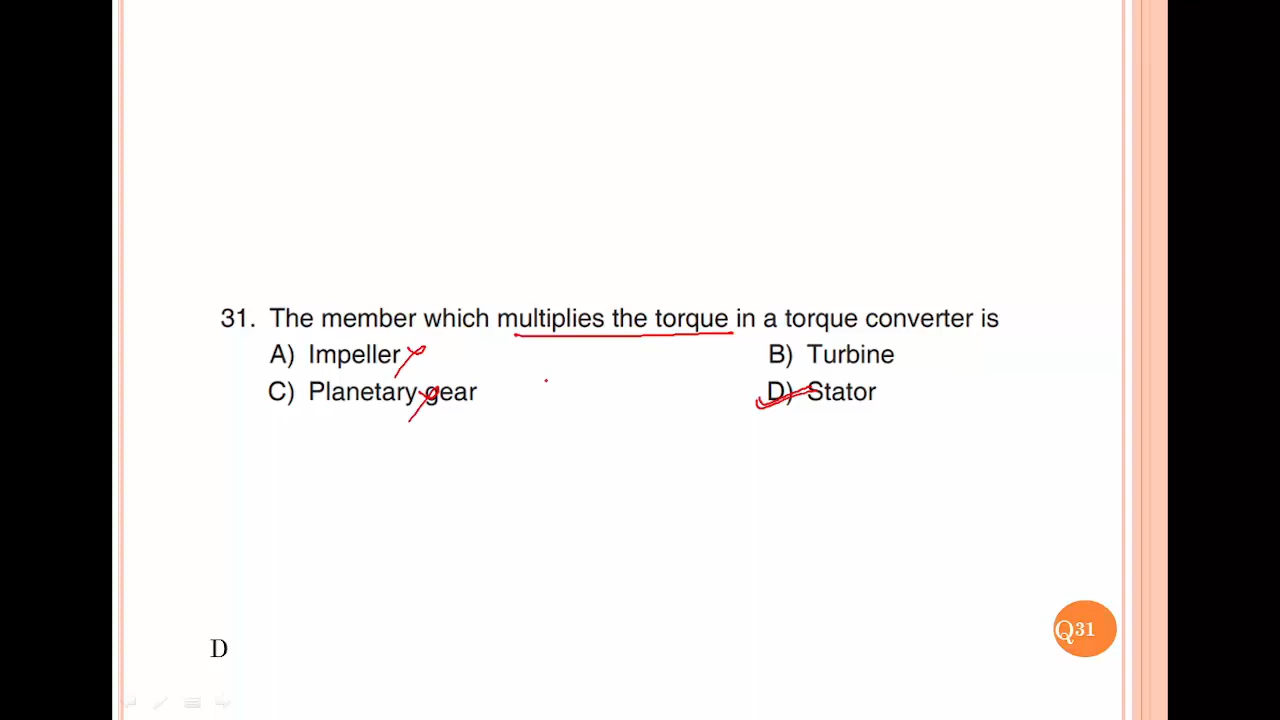 31. The member which multiplies the torque in a torque converter is
A) Impeller B) Turbine
C) Planetary gear D) Stator
D
Q31